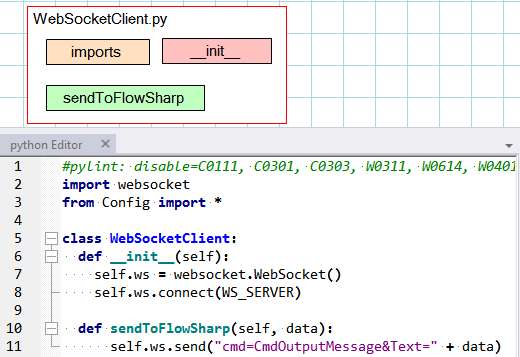 WebSocketClient.py
imports
__init__
sendToFlowSharp
python Editor
1 #pylint: disable=C0111, C0301, C0303, W0311, W0614, W0401
2 import websocket
3 from Config import *
4
5 class WebSocketClient:
6 def __init__(self):
7 self.ws = websocket.WebSocket()
8 self.ws.connect(WS_SERVER)
9
10 def sendToFlowSharp(self, data):
11 self.ws.send("cmd=CmdOutputMessage&Text=" + data)